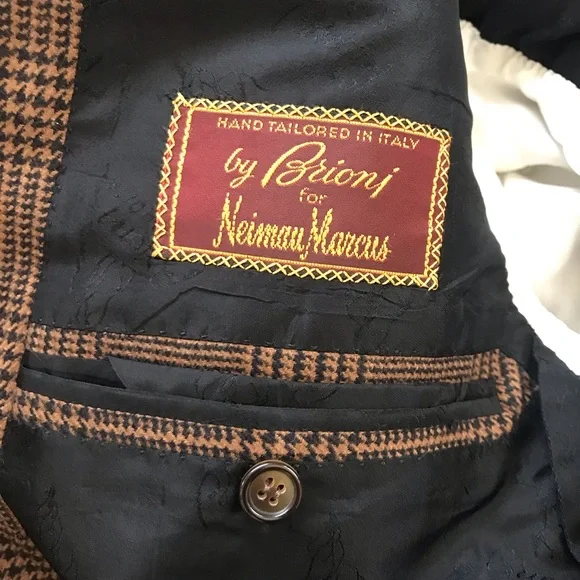 HAND TAILORED IN ITALY
by Brioni
for
Neiman Marcus